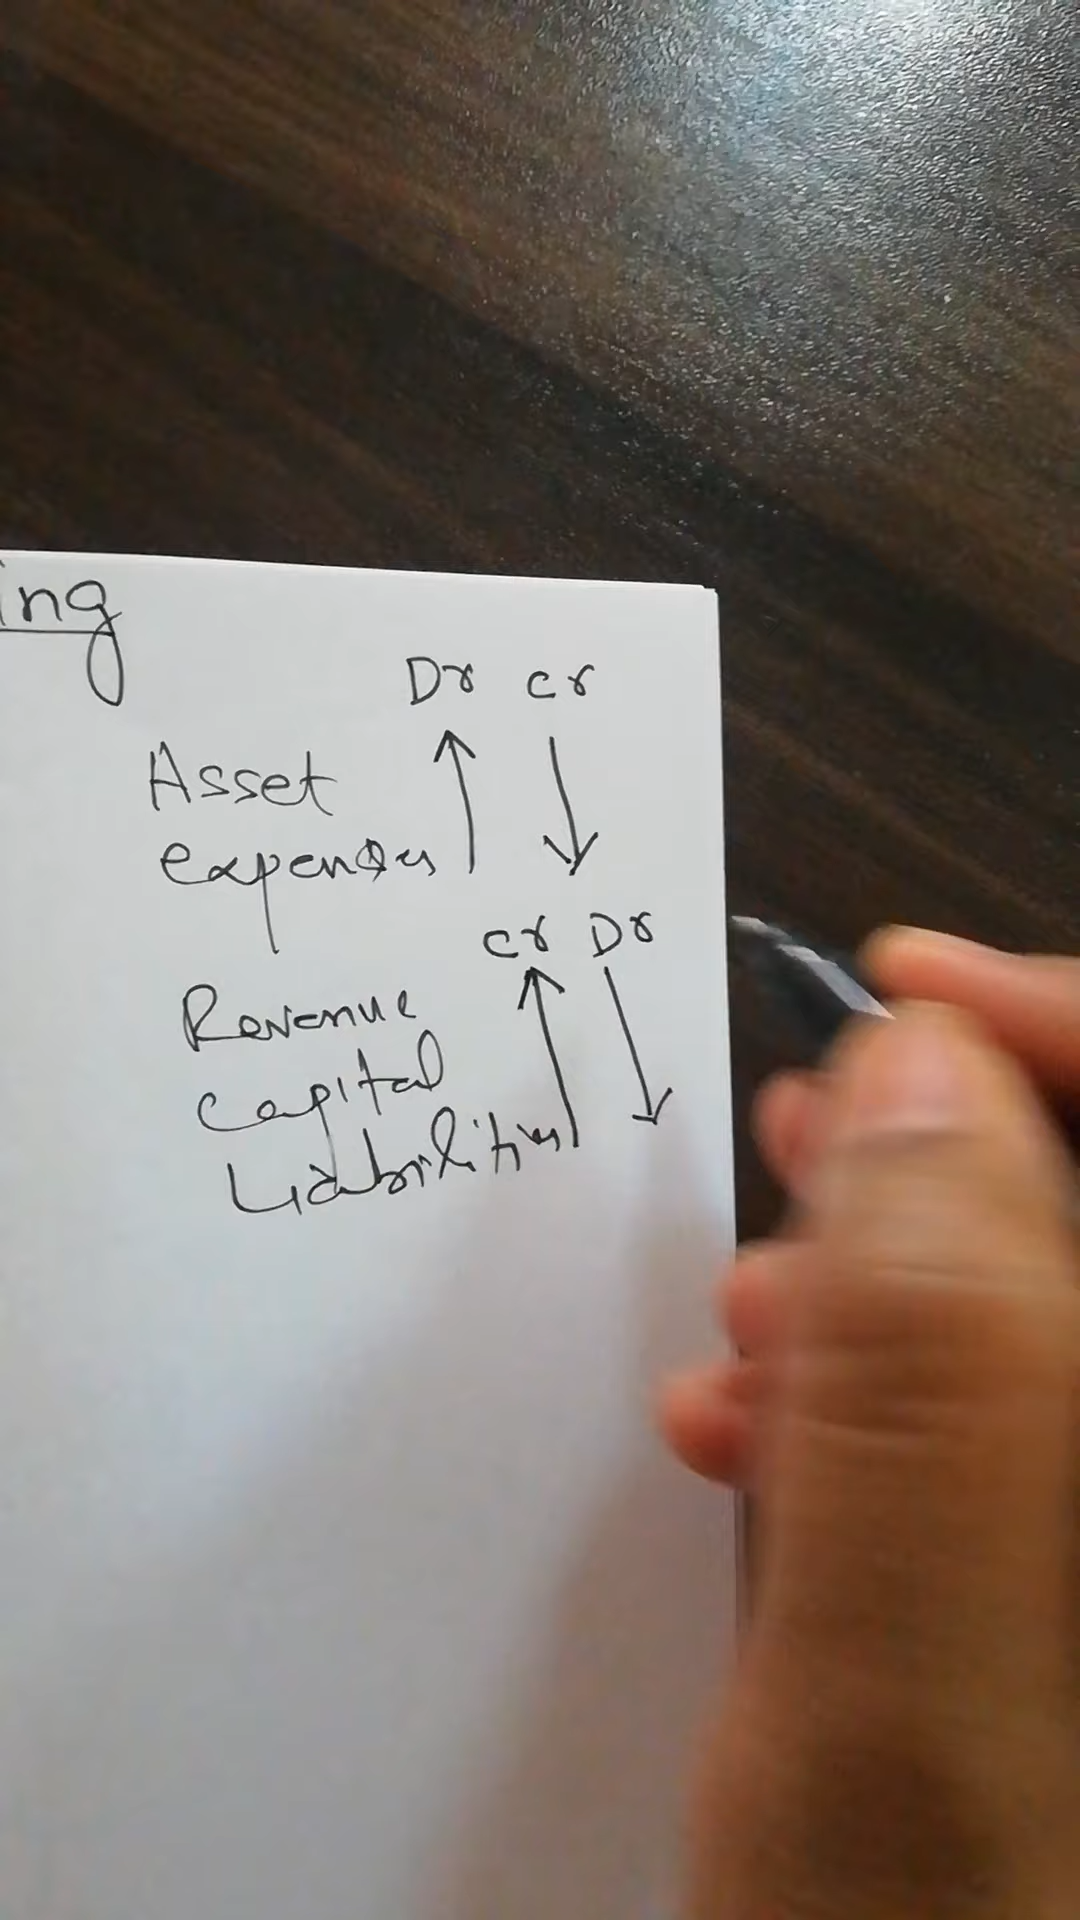 ing
Dr cr
Asset ↑ ↓
expenses
cr Dr
Revenue ↑ ↓
capital
Liabilities